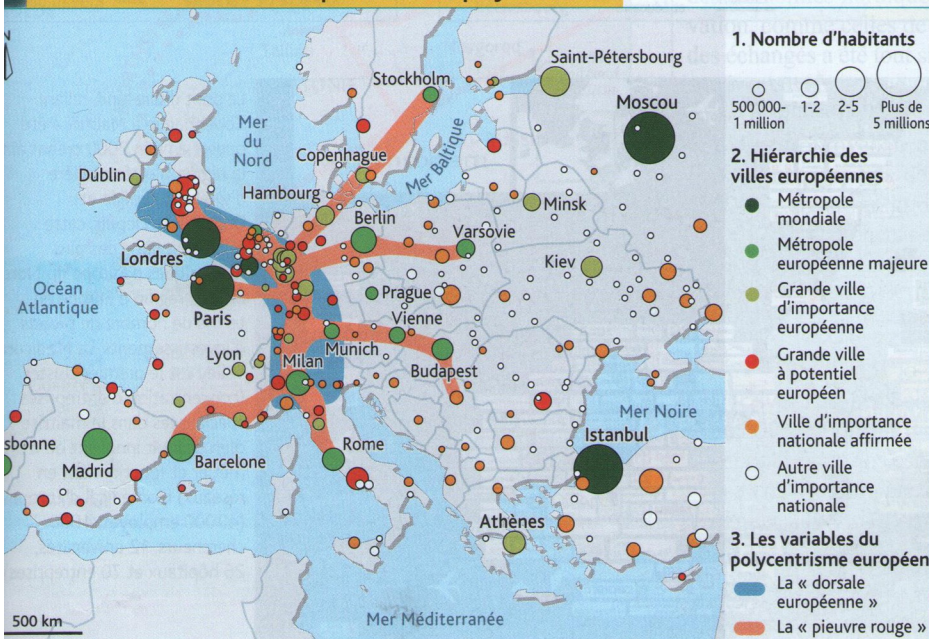 Saint-Pétersbourg
Stockholm
Moscou
Mer
du
Nord
Copenhague
Mer Baltique
Dublin
Hambourg
Berlin
Minsk
Varsovie
Londres
Kiev
Océan
Atlantique
Prague
Paris
Vienne
Lyon
Milan
Munich
Budapest
Mer Noire
Istanbul
sbonne
Madrid
Barcelone
Rome
Athènes
500 km
Mer Méditerranée
1. Nombre d'habitants
500 000-
1 million
1-2
2-5
Plus de
5 millions
2. Hiérarchie des
villes européennes
Métropole
mondiale
Métropole
européenne majeure
Grande ville
d'importance
européenne
Grande ville
à potentiel
européen
Ville d'importance
nationale affirmée
Autre ville
d'importance
nationale
3. Les variables du
polycentrisme européen
La « dorsale
européenne »
La « pieuvre rouge »